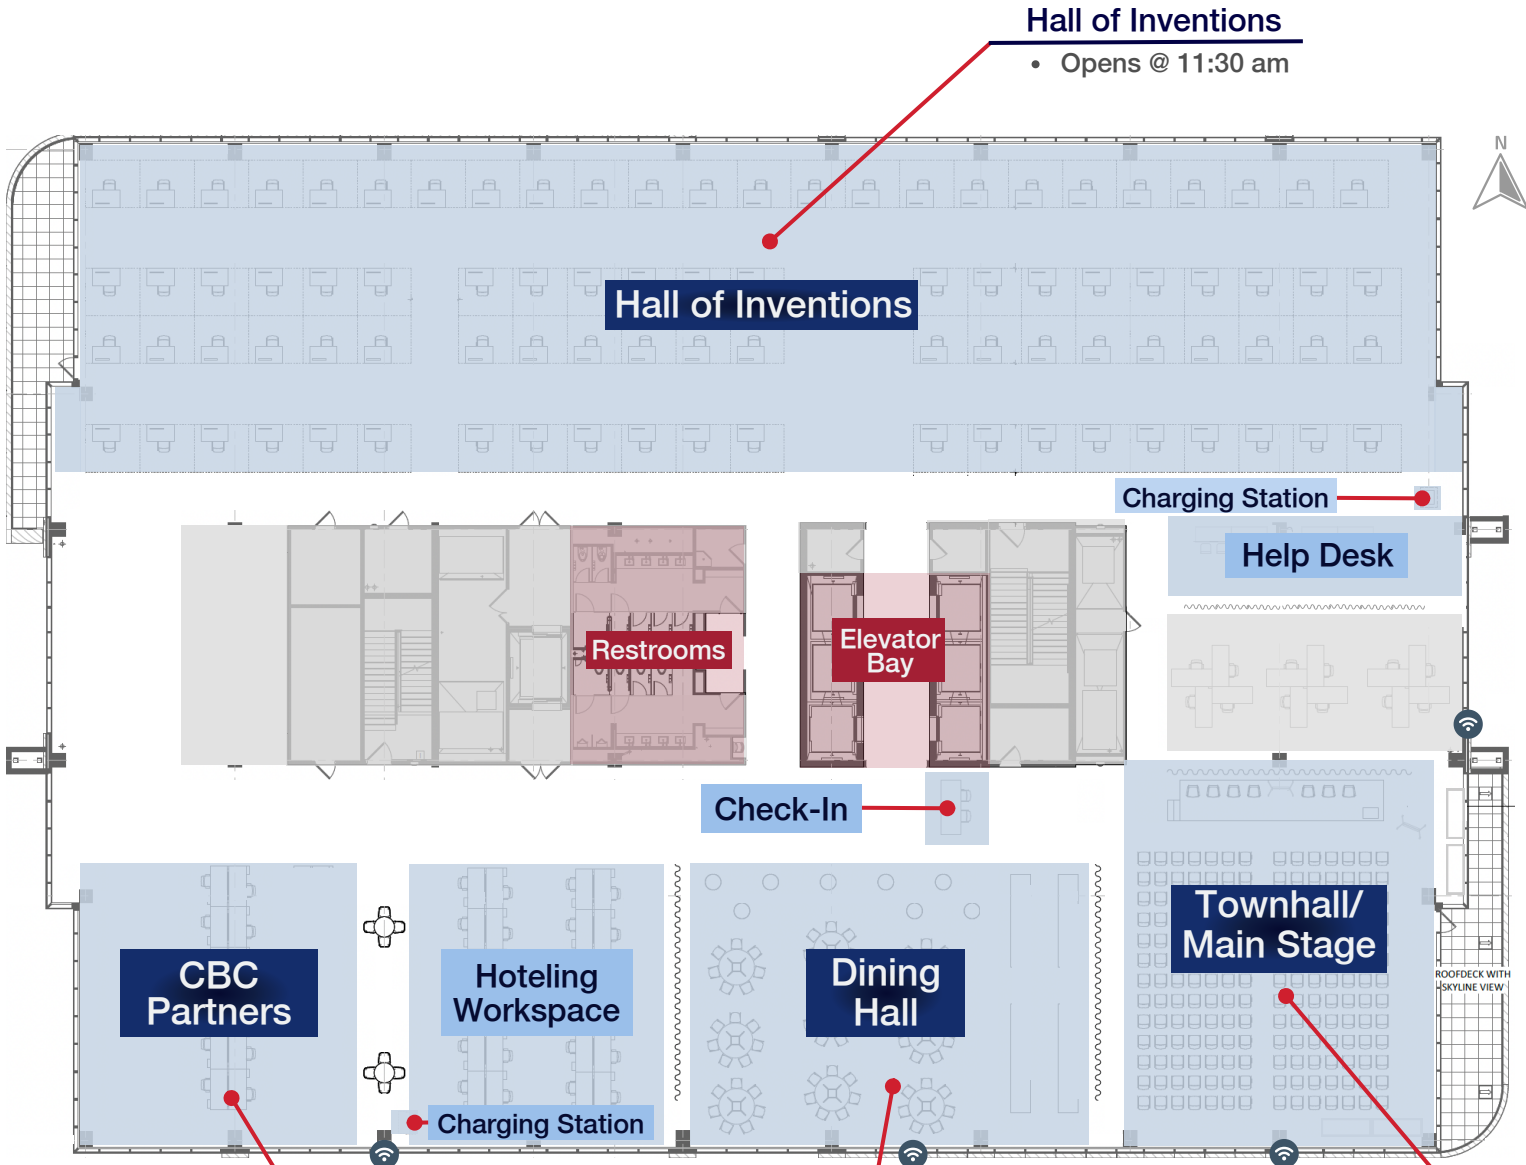 Hall of Inventions
• Opens @ 11:30 am
N
Hall of Inventions
Charging Station
Help Desk
Restrooms
Elevator
Bay
Check-In
Townhall/
Main Stage
CBC
Partners
Hoteling
Workspace
Dining
Hall
ROOFDECK WITH
SKYLINE VIEW
Charging Station